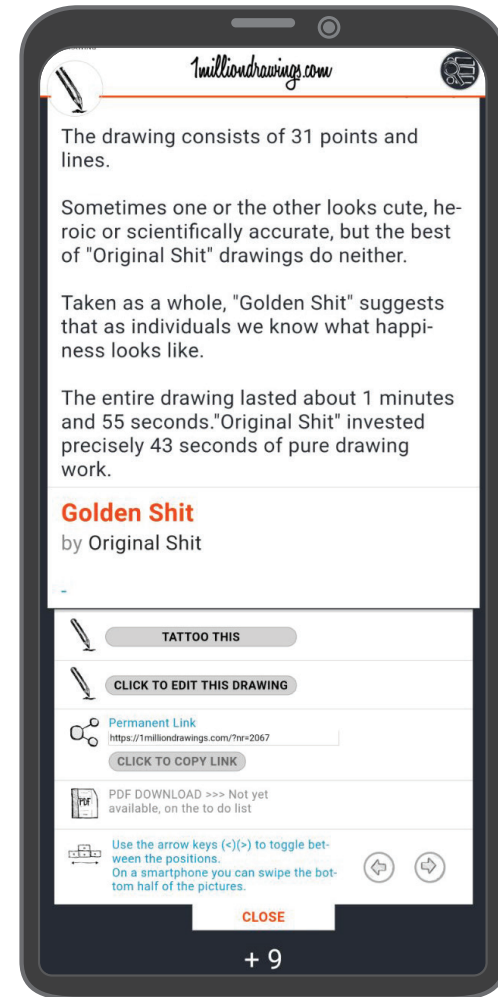 1milliondrawings.com
The drawing consists of 31 points and
lines.
Sometimes one or the other looks cute, he-
roic or scientifically accurate, but the best
of "Original Shit" drawings do neither.
Taken as a whole, "Golden Shit" suggests
that as individuals we know what happi-
ness looks like.
The entire drawing lasted about 1 minutes
and 55 seconds."Original Shit" invested
precisely 43 seconds of pure drawing
work.
Golden Shit
by Original Shit
-
TATTOO THIS
CLICK TO EDIT THIS DRAWING
Permanent Link
https://1milliondrawings.com/?nr=2067
CLICK TO COPY LINK
PDF
PDF DOWNLOAD >>> Not yet
available, on the to do list
Use the arrow keys (<)(>) to toggle bet-
ween the positions.
On a smartphone you can swipe the bot-
tom half of the pictures.
CLOSE
+ 9